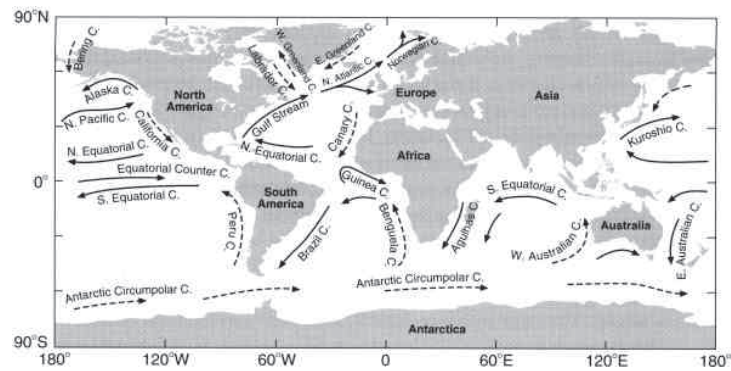 90°N
Bering C.
Alaska C.
N. Pacific C.
California C.
North
America
Labrador C.
W. Greenland C.
E. Greenland C.
N. Atlantic C.
Norwegian C.
Gulf Stream
Canary C.
Europe
Asia
Kuroshio C.
N. Equatorial C.
N. Equatorial C.
Equatorial Counter C.
0°
S. Equatorial C.
Africa
Guinea C.
South
America
Peru C.
Brazil C.
Benguela C.
Agulhas C.
S. Equatorial C.
Australia
W. Australian C.
E. Australian C.
Antarctic Circumpolar C.
Antarctic Circumpolar C.
Antarctica
90°S
180°
120°W
60°W
0
60°E
120°E
180°